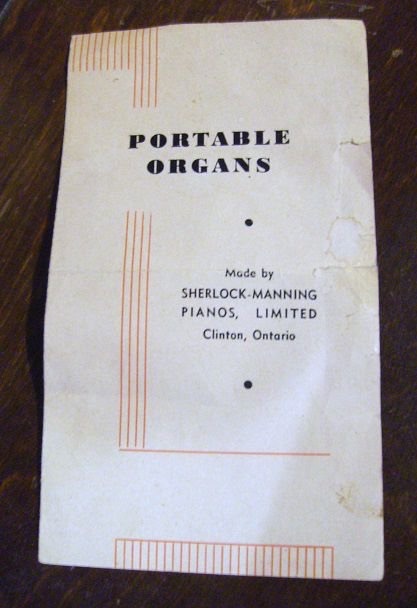 PORTABLE
ORGANS
Made by
SHERLOCK-MANNING
PIANOS, LIMITED
Clinton, Ontario